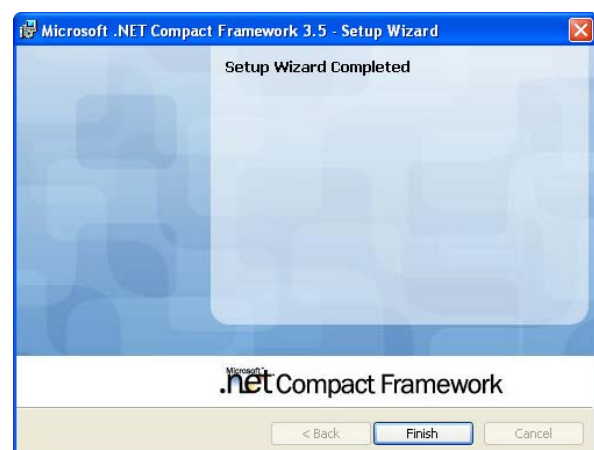 Microsoft .NET Compact Framework 3.5 - Setup Wizard
Setup Wizard Completed
Microsoft
.net Compact Framework
< Back Finish Cancel